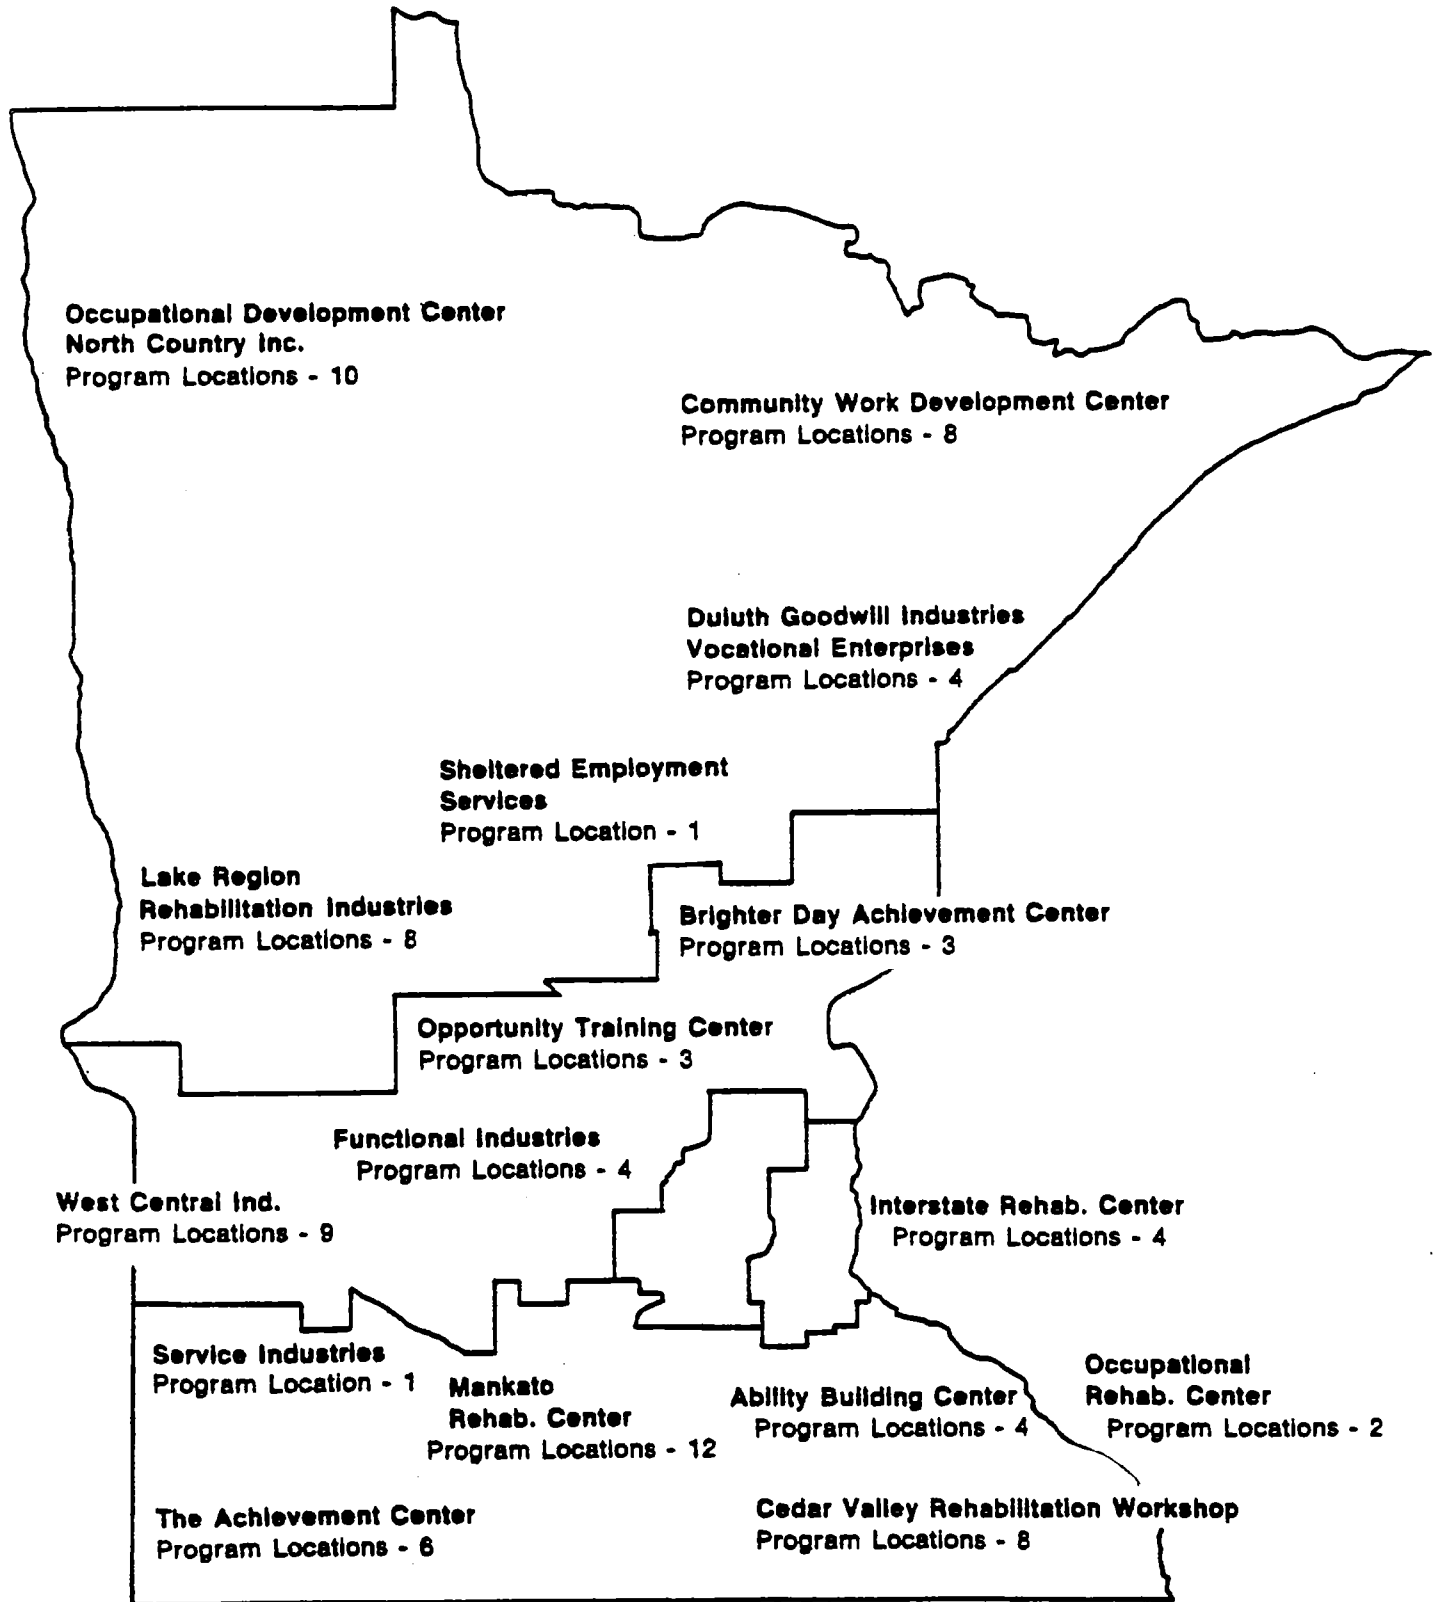 Occupational Development Center
North Country Inc.
Program Locations - 10
Community Work Development Center
Program Locations - 8
Duluth Goodwill Industries
Vocational Enterprises
Program Locations - 4
Sheltered Employment
Services
Program Location - 1
Lake Region
Rehabilitation Industries
Program Locations - 8
Brighter Day Achievement Center
Program Locations - 3
Opportunity Training Center
Program Locations - 3
Functional Industries
Program Locations - 4
West Central Ind.
Program Locations - 9
Interstate Rehab. Center
Program Locations - 4
Service Industries
Program Location - 1
Mankato
Rehab. Center
Program Locations - 12
Ability Building Center
Program Locations - 4
Occupational
Rehab. Center
Program Locations - 2
The Achievement Center
Program Locations - 6
Cedar Valley Rehabilitation Workshop
Program Locations - 8